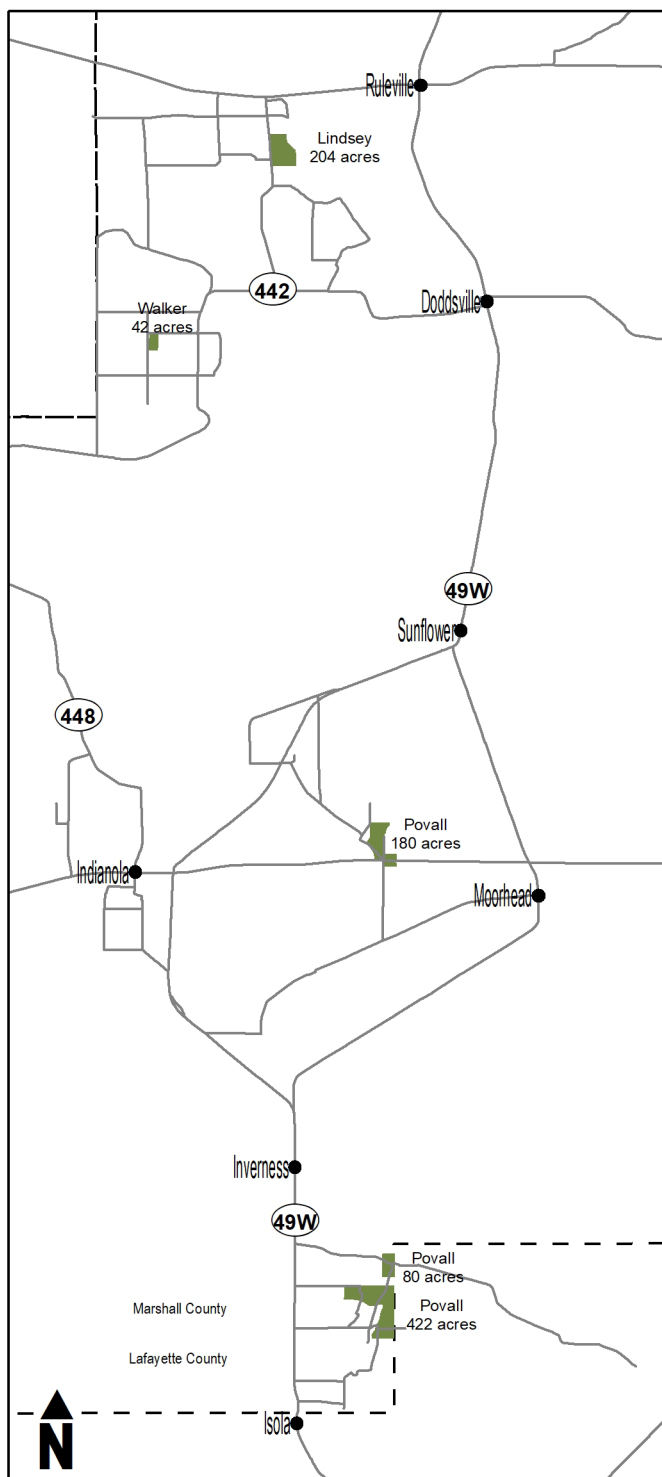 Ruleville
Lindsey
204 acres
442
Doddsville
Walker
42 acres
49W
Sunflower
448
Povall
180 acres
Indianola
Moorhead
Inverness
49W
Povall
80 acres
Marshall County
Povall
422 acres
Lafayette County
Isola
N